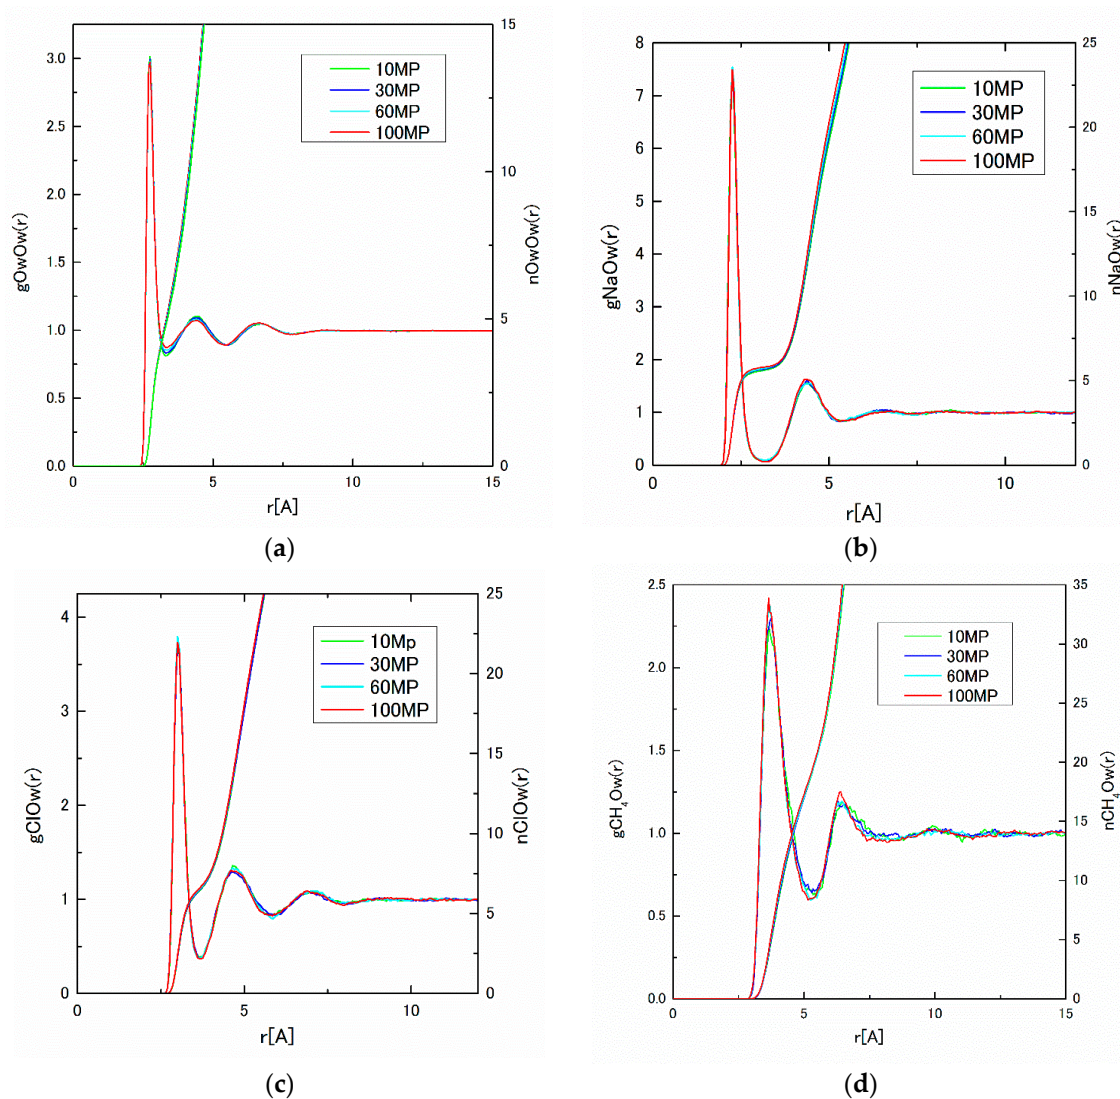 gOwOw(r)
3.0
2.5
2.0
1.5
1.0
0.5
0.0
10MP
30MP
60MP
100MP
15
10
5
0
nOwOw(r)
0 5 10 15
r[A]
(a)
gNaOw(r)
8
7
6
5
4
3
2
1
0
10MP
30MP
60MP
100MP
25
20
15
10
5
0
nNaOw(r)
0 5 10
r[A]
(b)
gClOw(r)
4
3
2
1
0
10Mp
30MP
60MP
100MP
25
20
15
10
5
0
nClOw(r)
0 5 10
r[A]
(c)
gCH₄Ow(r)
2.5
2.0
1.5
1.0
0.5
0.0
10MP
30MP
60MP
100MP
35
30
25
20
15
10
5
0
nCH₄Ow(r)
0 5 10 15
r[A]
(d)